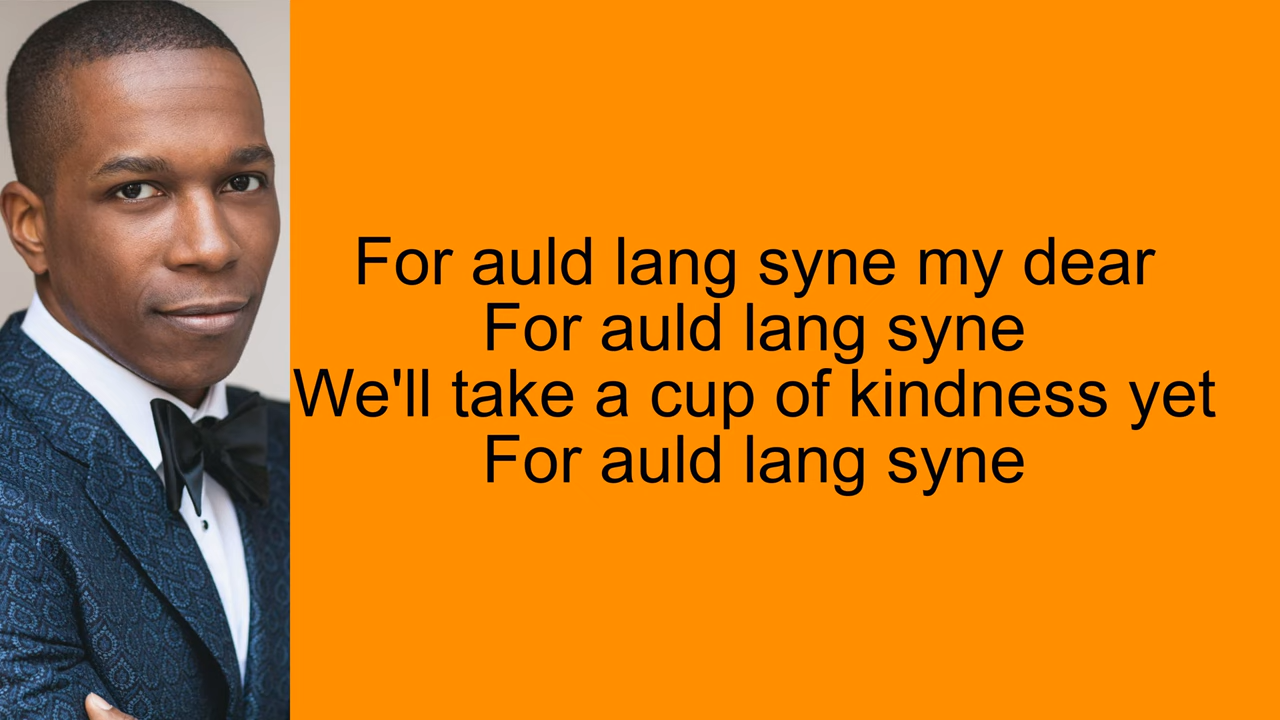 For auld lang syne my dear
For auld lang syne
We'll take a cup of kindness yet
For auld lang syne